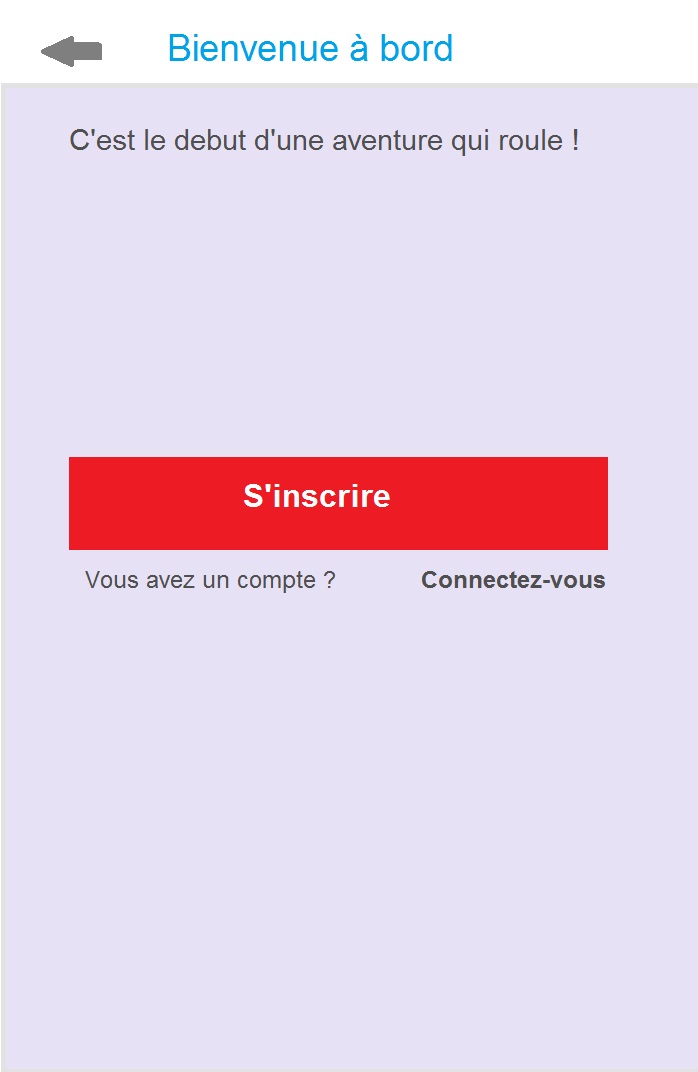 Bienvenue à bord
C'est le debut d'une aventure qui roule !
S'inscrire
Vous avez un compte ? Connectez-vous